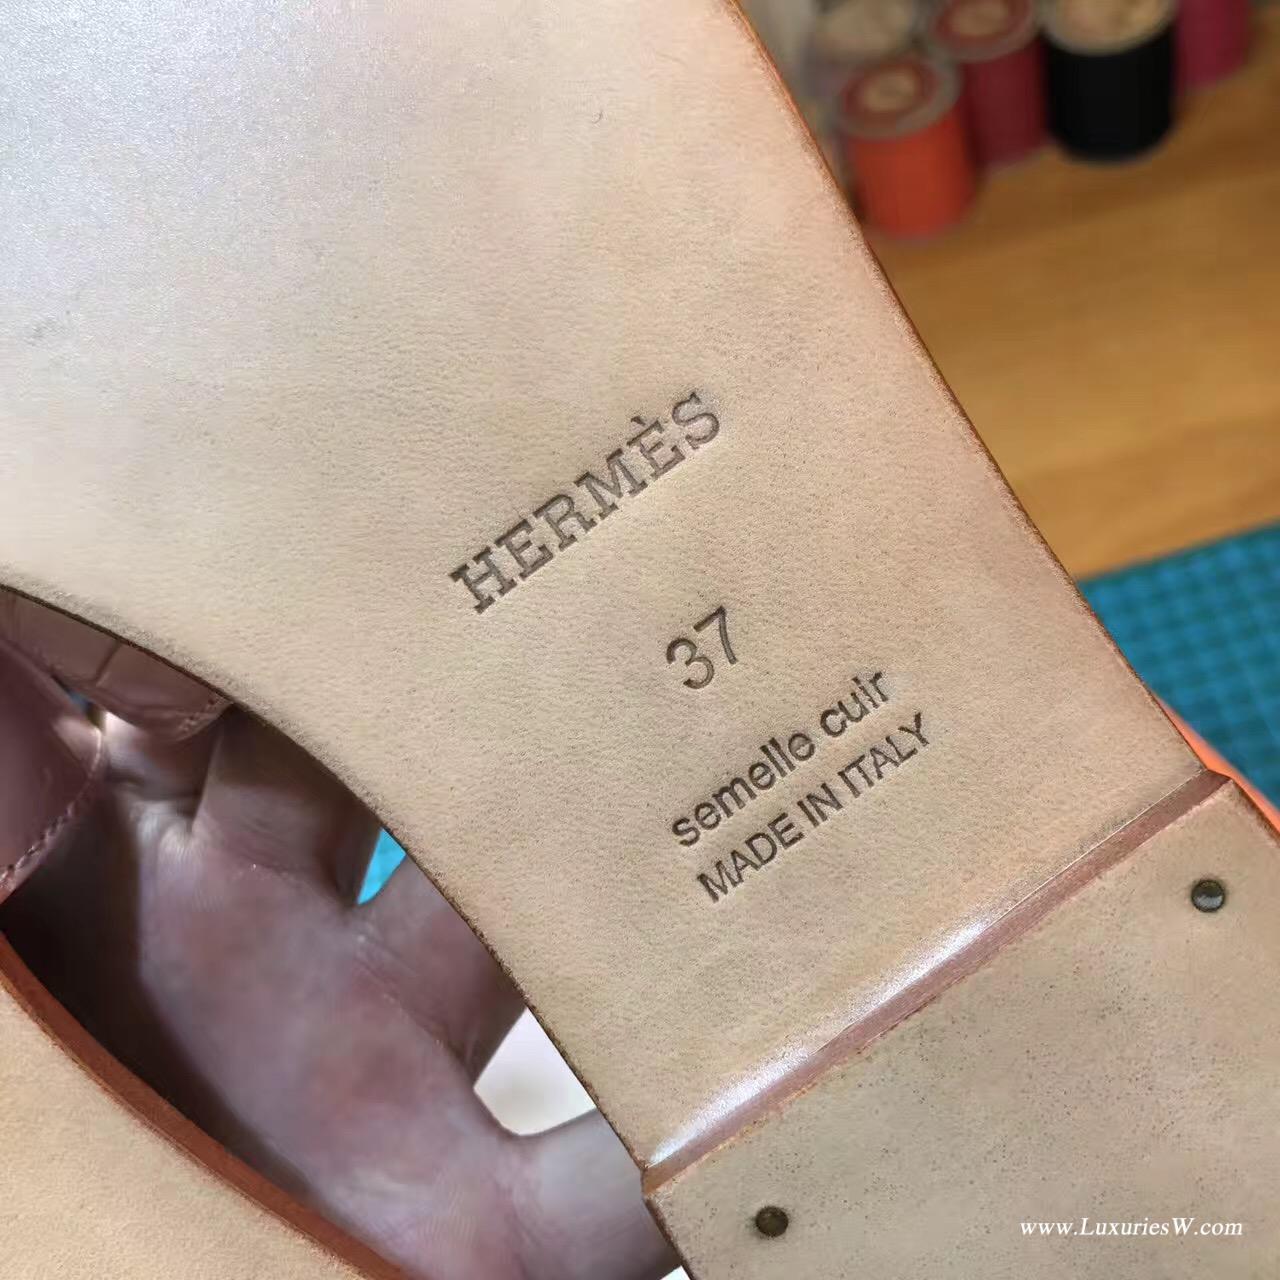 HERMÈS
37
semelle cuir
MADE IN ITALY
www.LuxuriesW.com